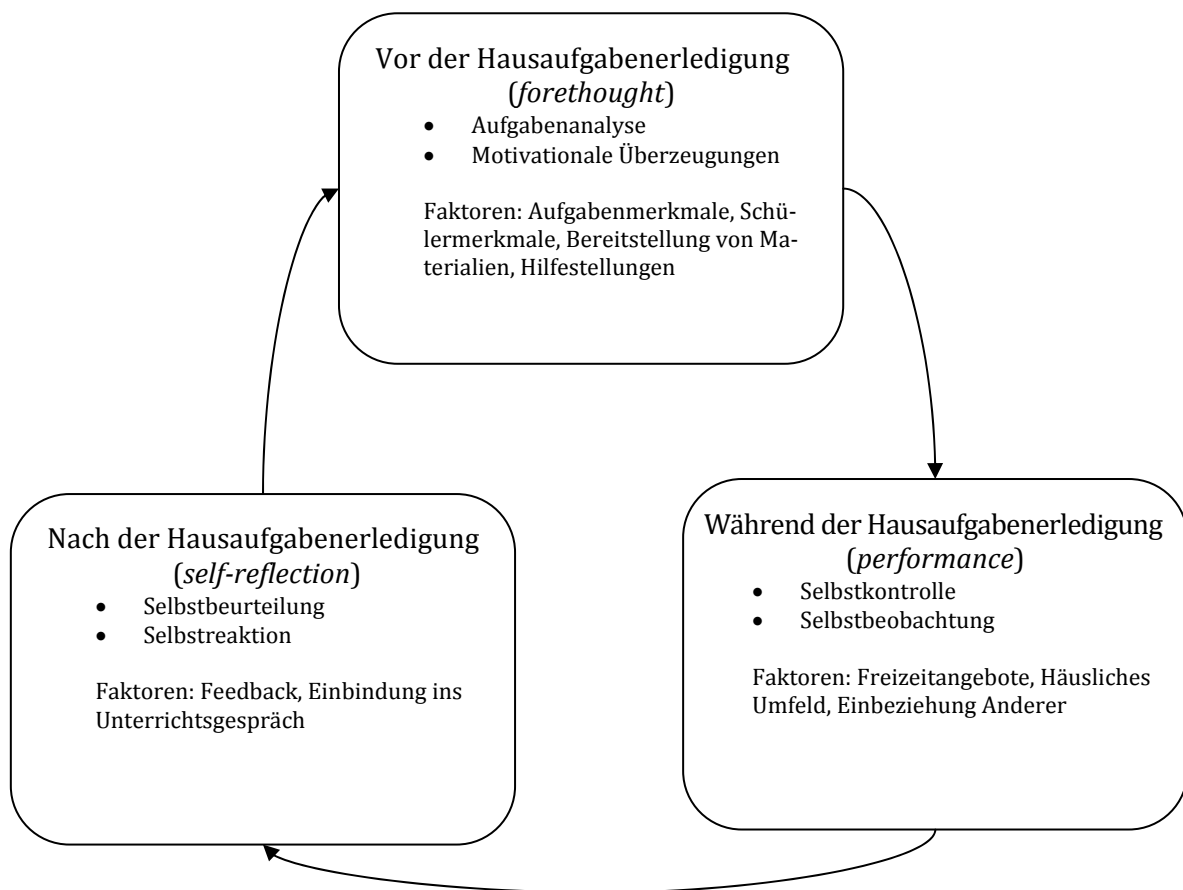 Vor der Hausaufgabenerledigung
(forethought)
• Aufgabenanalyse
• Motivationale Überzeugungen
Faktoren: Aufgabenmerkmale, Schü-
lermerkmale, Bereitstellung von Ma-
terialien, Hilfestellungen
Nach der Hausaufgabenerledigung
(self-reflection)
• Selbstbeurteilung
• Selbstreaktion
Faktoren: Feedback, Einbindung ins
Unterrichtsgespräch
Während der Hausaufgabenerledigung
(performance)
• Selbstkontrolle
• Selbstbeobachtung
Faktoren: Freizeitangebote, Häusliches
Umfeld, Einbeziehung Anderer